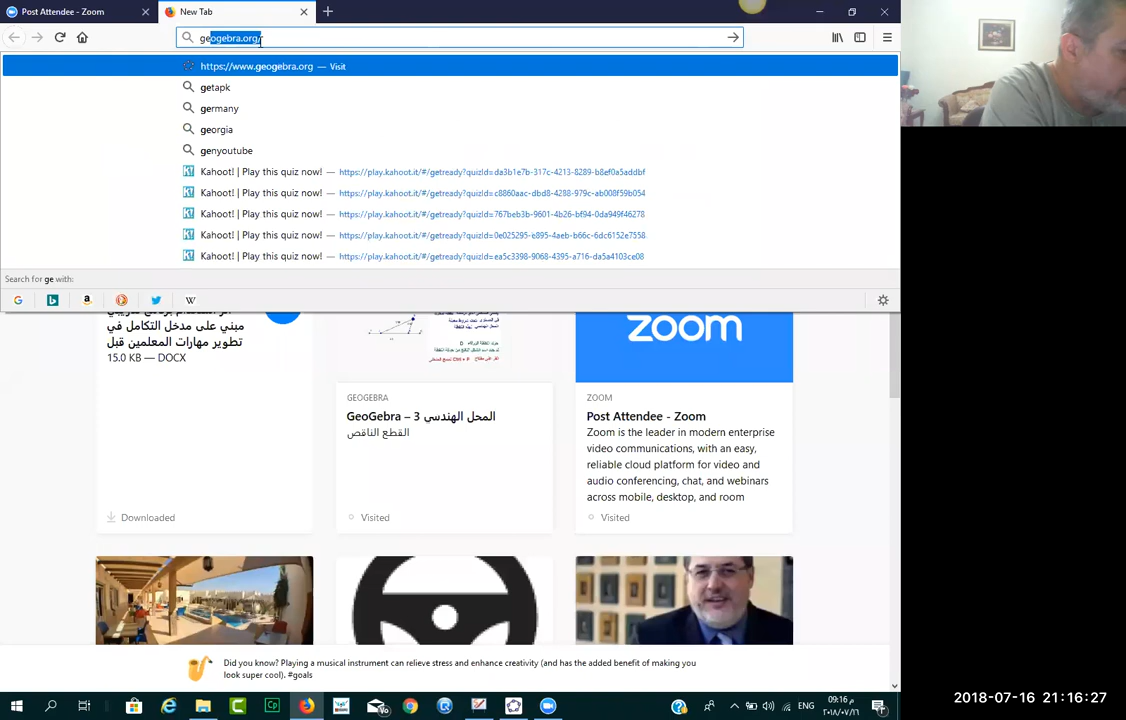 Post Attendee - Zoom
New Tab
geogebra.org/
https://www.geogebra.org — Visit
getapk
germany
georgia
genyoutube
Kahoot! | Play this quiz now! — https://play.kahoot.it/#/getready?quizId=da3b1e7b-317c-4213-8289-b8ef0a5addbf
Kahoot! | Play this quiz now! — https://play.kahoot.it/#/getready?quizId=c8860aac-dbd8-4288-979c-ab008f59b054
Kahoot! | Play this quiz now! — https://play.kahoot.it/#/getready?quizId=767beb3b-9601-4b26-bf94-0da949f46278
Kahoot! | Play this quiz now! — https://play.kahoot.it/#/getready?quizId=0e025295-e895-4aeb-b66c-6dc6152e7558
Kahoot! | Play this quiz now! — https://play.kahoot.it/#/getready?quizId=ea5c3398-9068-4395-a716-da5a4103ce08
Search for ge with:
مبني على مدخل التكامل في
تطوير مهارات المعلمين قبل
15.0 KB — DOCX
Downloaded
GEOGEBRA
GeoGebra – المحل الهندسي 3
القطع الناقص
Visited
zoom
ZOOM
Post Attendee - Zoom
Zoom is the leader in modern enterprise
video communications, with an easy,
reliable cloud platform for video and
audio conferencing, chat, and webinars
across mobile, desktop, and room
Visited
Did you know? Playing a musical instrument can relieve stress and enhance creativity (and has the added benefit of making you
look super cool). #goals
ENG
09:16 م
٢٠١٨/٠٧/١٦
2018-07-16 21:16:27